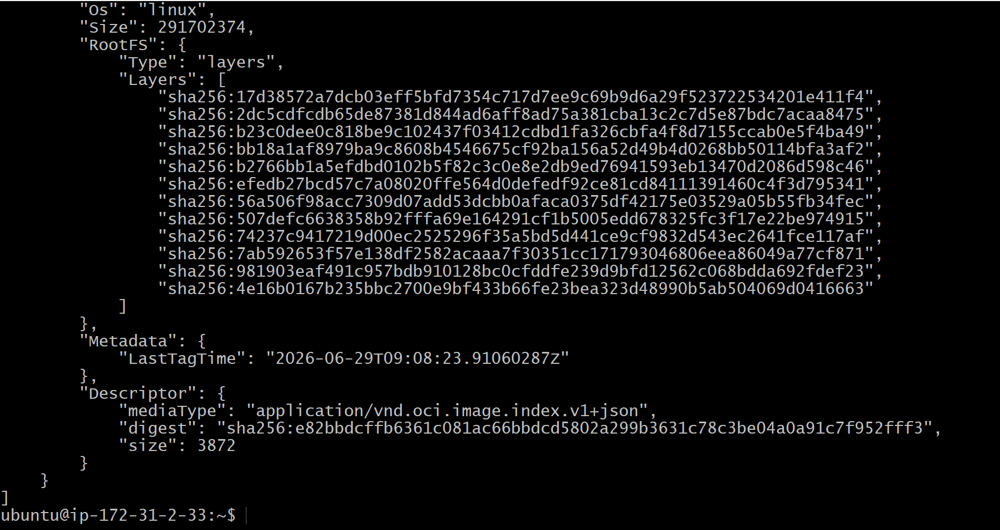 "Os": "linux",
"Size": 291702374,
"RootFS": {
"Type": "layers",
"Layers": [
"sha256:17d38572a7dcb03eff5bfd7354c717d7ee9c69b9d6a29f523722534201e411f4",
"sha256:2dc5cdfcdb65de87381d844ad6aff8ad75a381cba13c2c7d5e87bdc7acaa8475",
"sha256:b23c0dee0c818be9c102437f03412cdbd1fa326cbfa4f8d7155ccab0e5f4ba49",
"sha256:bb18a1af8979ba9c8608b4546675cf92ba156a52d49b4d0268bb50114bfa3af2",
"sha256:b2766bb1a5efdbd0102b5f82c3c0e8e2db9ed76941593eb13470d2086d598c46",
"sha256:efedb27bcd57c7a08020ffe564d0defedf92ce81cd84111391460c4f3d795341",
"sha256:56a506f98acc7309d07add53dcbb0afaca0375df42175e03529a05b55fb34fec",
"sha256:507defc6638358b92fffa69e164291cf1b5005edd678325fc3f17e22be974915",
"sha256:74237c9417219d00ec2525296f35a5bd5d441ce9cf9832d543ec2641fce117af",
"sha256:7ab592653f57e138df2582acaaa7f30351cc171793046806eea86049a77cf871",
"sha256:981903eaf491c957bdb910128bc0cfddfe239d9bfd12562c068bdda692fdef23",
"sha256:4e16b0167b235bbc2700e9bf433b66fe23bea323d48990b5ab504069d0416663"
]
},
"Metadata": {
"LastTagTime": "2026-06-29T09:08:23.91060287Z"
},
"Descriptor": {
"mediaType": "application/vnd.oci.image.index.v1+json",
"digest": "sha256:e82bbdcffb6361c081ac66bbdcd5802a299b3631c78c3be04a0a91c7f952fff3",
"size": 3872
}
}
]
ubuntu@ip-172-31-2-33:~$